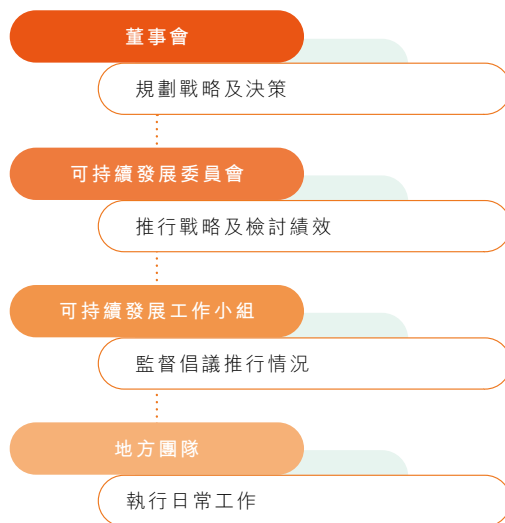 董事會
規劃戰略及決策
可持續發展委員會
推行戰略及檢討績效
可持續發展工作小組
監督倡議推行情況
地方團隊
執行日常工作